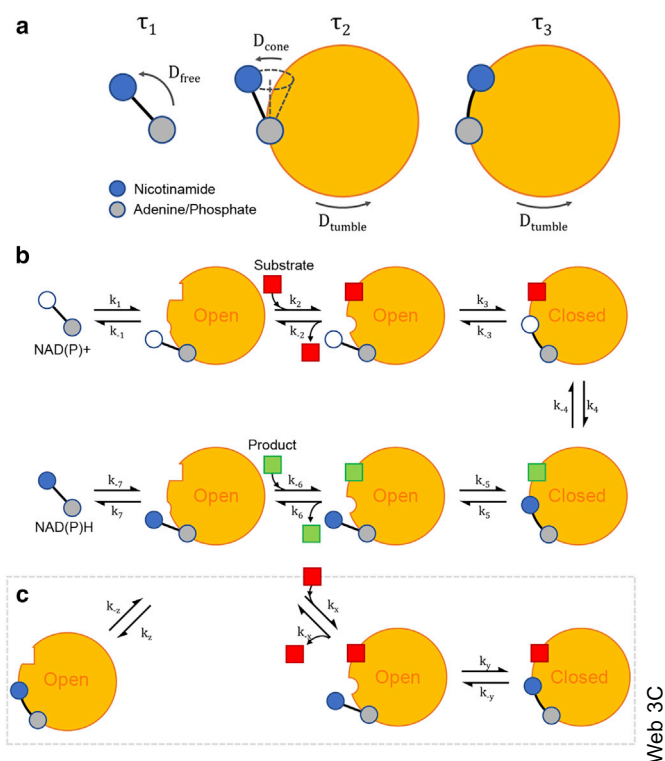 a
τ1 τ2 τ3
Dfree
Dcone
Nicotinamide
Adenine/Phosphate
Dtumble Dtumble
b
Substrate
k1 k2 k3
Open Open Closed
k-1 k-2 k-3
NAD(P)+
k-4 k4
Product
k-7 k-6 k-5
Open Open Closed
k7 k6 k5
NAD(P)H
c
k-z kx
kz k-x
Open Open ky Closed
k-y
Web 3C